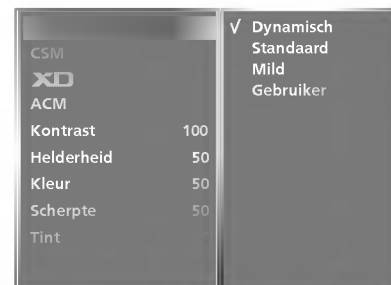 CSM
XD
ACM
Kontrast 100
Helderheid 50
Kleur 50
Scherpte 50
Tint
√ Dynamisch
Standaard
Mild
Gebruiker